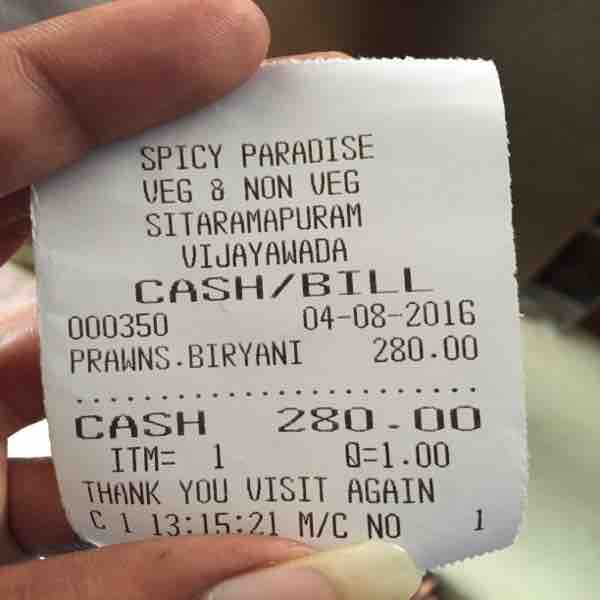 SPICY PARADISE
VEG & NON VEG
SITARAMAPURAM
VIJAYAWADA
CASH/BILL
000350 04-08-2016
PRAWNS.BIRYANI 280.00
........................
CASH 280.00
ITM= 1 Q=1.00
THANK YOU VISIT AGAIN
C 1 13:15:21 M/C NO 1